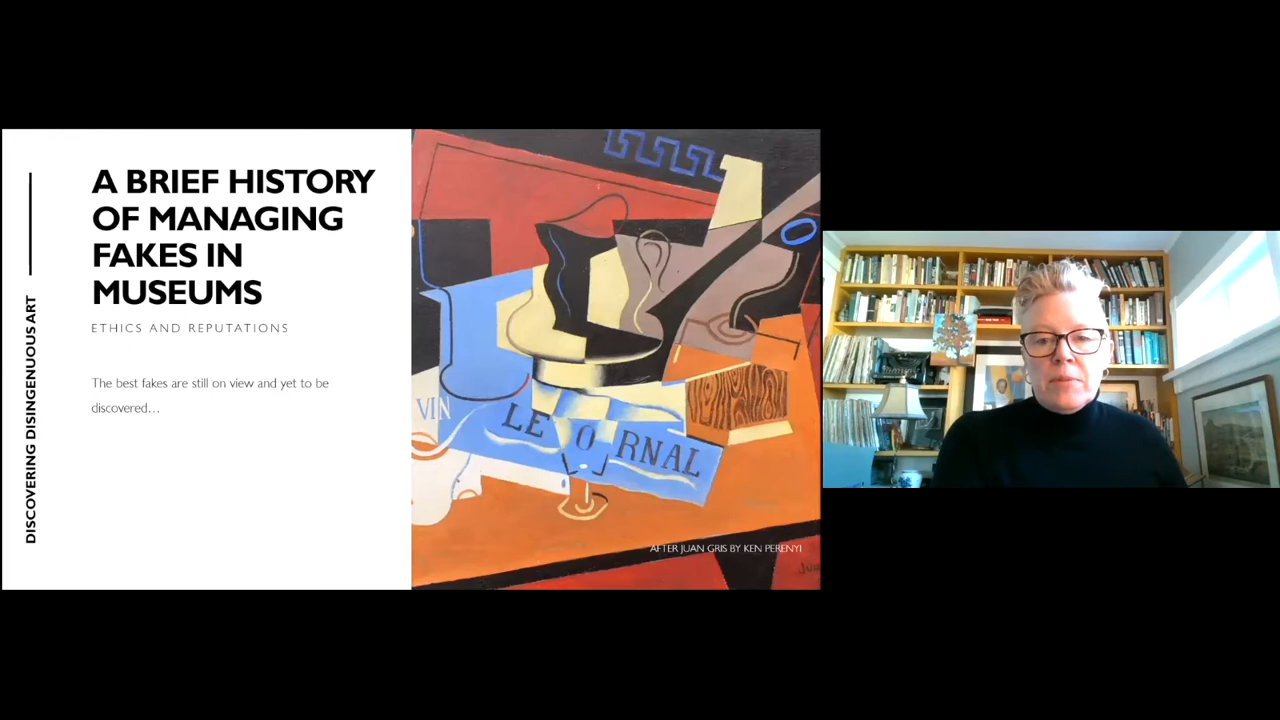 DISCOVERING DISINGENUOUS ART
A BRIEF HISTORY
OF MANAGING
FAKES IN
MUSEUMS
ETHICS AND REPUTATIONS
The best fakes are still on view and yet to be
discovered…
VIN
LE O RNAL
AFTER JUAN GRIS BY KEN PERENYI